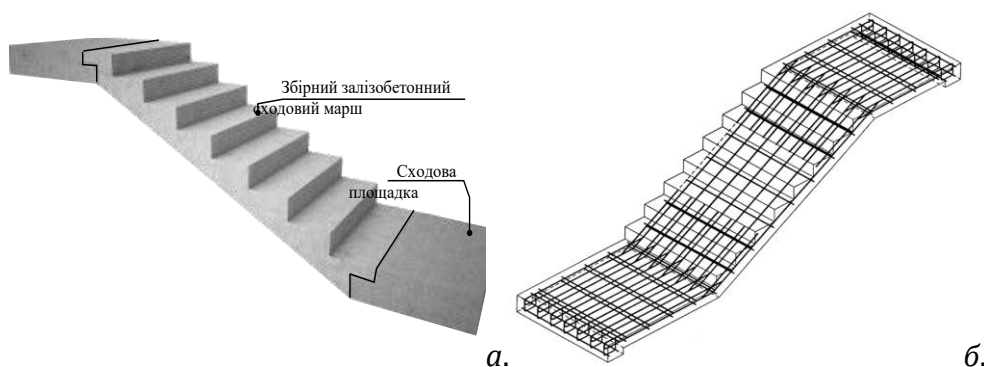 Збірний залізобетонний
сходовий марш
Сходова
площадка
а.
б.